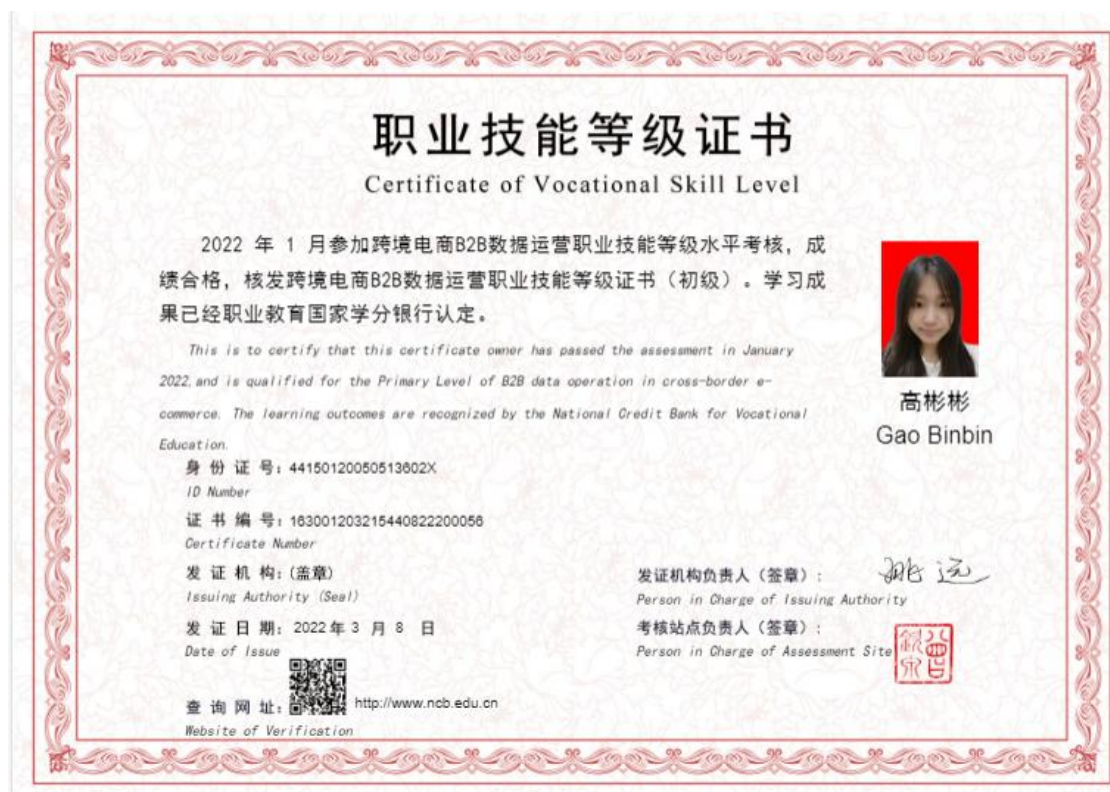 职业技能等级证书
Certificate of Vocational Skill Level
2022 年 1 月参加跨境电商B2B数据运营职业技能等级水平考核，成
绩合格，核发跨境电商B2B数据运营职业技能等级证书（初级）。学习成
果已经职业教育国家学分银行认定。
This is to certify that this certificate owner has passed the assessment in January
2022,and is qualified for the Primary Level of B2B data operation in cross-border e-
commerce. The learning outcomes are recognized by the National Credit Bank for Vocational
Education.
高彬彬
Gao Binbin
身 份 证 号：44150120050513602X
ID Number
证 书 编 号：163001203215440822200056
Certificate Number
发 证 机 构：(盖章)
Issuing Authority (Seal)
发 证 日 期：2022 年 3 月 8 日
Date of Issue
查 询 网 址： http://www.ncb.edu.cn
Website of Verification
发证机构负责人（签章）： 姚远
Person in Charge of Issuing Authority
考核站点负责人（签章）：
Person in Charge of Assessment Site